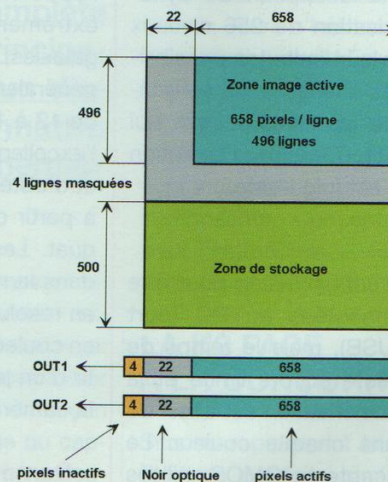 22 658
Zone image active
496
658 pixels / ligne
496 lignes
4 lignes masquées
500
Zone de stockage
OUT1 4 22 658
OUT2 4 22 658
pixels inactifs Noir optique pixels actifs